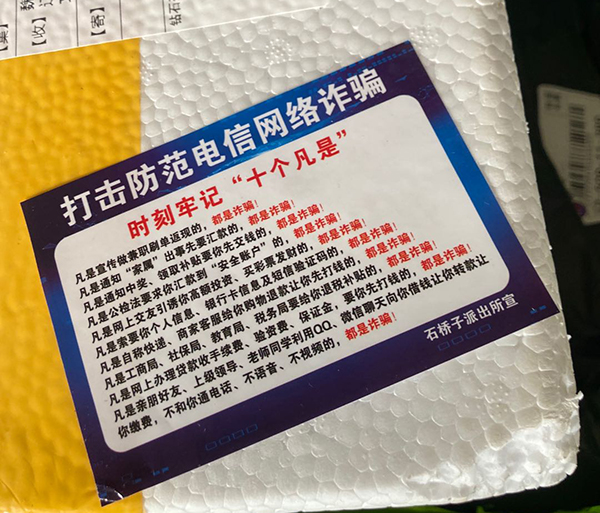 魏
【收】
【寄】
钻石
打击防范电信网络诈骗
时刻牢记“十个凡是”
凡是宣传做兼职刷单返现的，都是诈骗！
凡是通知“家属”出事先要汇款的，都是诈骗！
凡是通知中奖、领取补贴要你先交钱的，都是诈骗！
凡是公检法要求你汇款到“安全账户”的，都是诈骗！
凡是网上交友引诱你高额投资、买彩票发财的，都是诈骗！
凡是索要你个人信息、银行卡信息及短信验证码的，都是诈骗！
凡是自称快递、商家客服给你购物退款让你先打钱的，都是诈骗！
凡是工商局、社保局、教育局、税务局要给你退税补贴的，都是诈骗！
凡是网上办理贷款收手续费、验资费、保证金，要你先打钱的，都是诈骗！
凡是亲朋好友、上级领导、老师同学利用QQ、微信聊天向你借钱让你转款让
你缴费，不和你通电话、不语音、不视频的，都是诈骗！
石桥子派出所宣